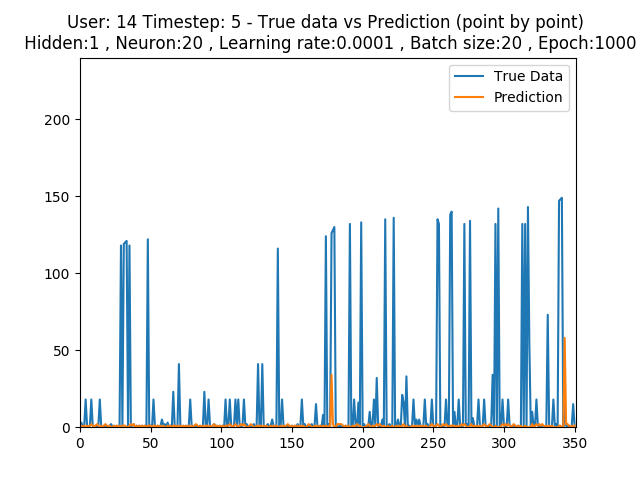 User: 14 Timestep: 5 - True data vs Prediction (point by point)
Hidden:1 , Neuron:20 , Learning rate:0.0001 , Batch size:20 , Epoch:1000
True Data
Prediction
200
150
100
50
0
0 50 100 150 200 250 300 350